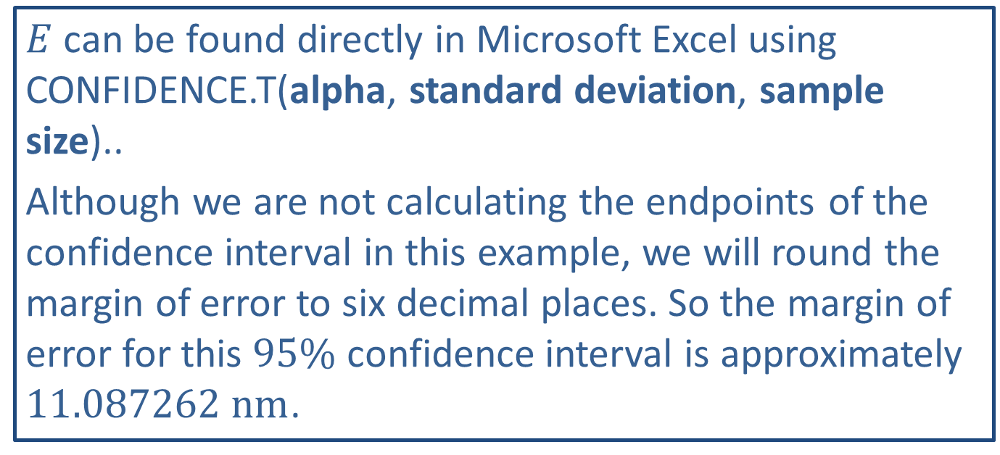 E can be found directly in Microsoft Excel using
CONFIDENCE.T(alpha, standard deviation, sample
size)..
Although we are not calculating the endpoints of the
confidence interval in this example, we will round the
margin of error to six decimal places. So the margin of
error for this 95% confidence interval is approximately
11.087262 nm.